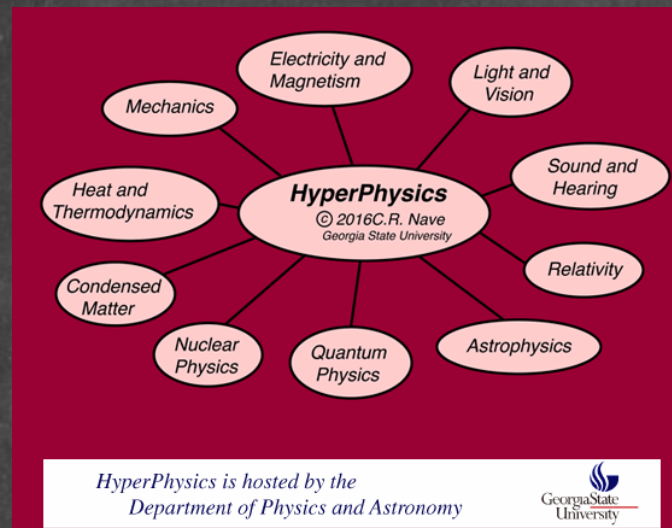 Electricity and
Magnetism
Light and
Vision
Mechanics
Sound and
Hearing
Heat and
Thermodynamics
HyperPhysics
© 2016C.R. Nave
Georgia State University
Relativity
Condensed
Matter
Nuclear
Physics
Quantum
Physics
Astrophysics
HyperPhysics is hosted by the
Department of Physics and Astronomy
GeorgiaState
University